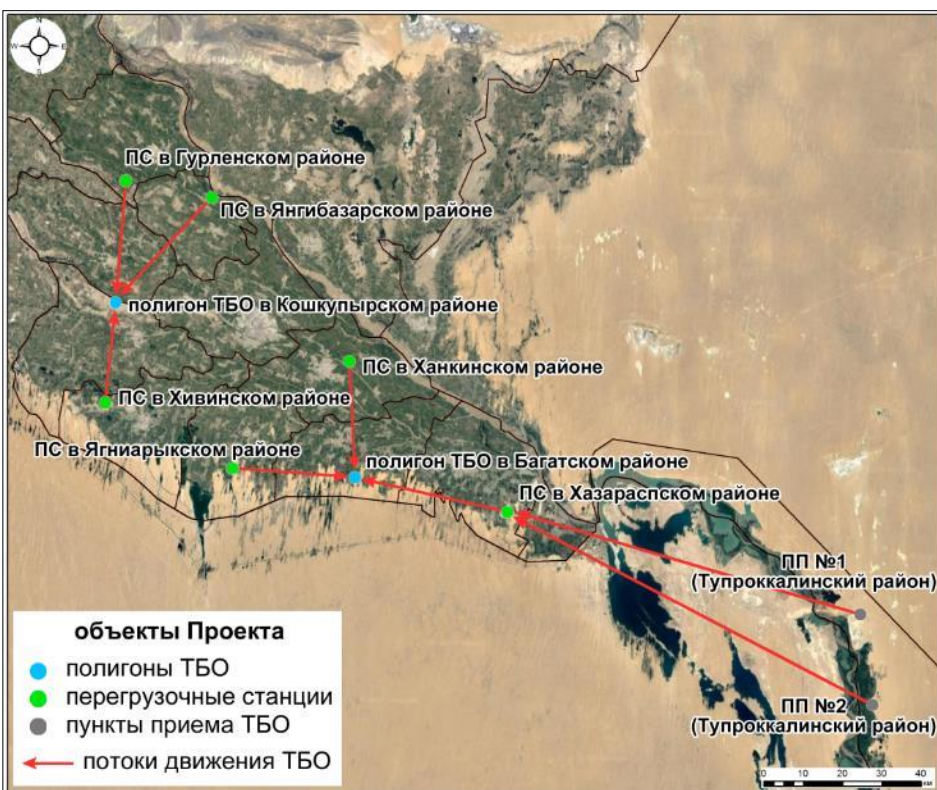 N
W E
S
ПС в Гурленском районе
ПС в Янгибазарском районе
полигон ТБО в Кошкупырском районе
ПС в Ханкинском районе
ПС в Хивинском районе
ПС в Ягниарыкском районе
полигон ТБО в Багатском районе
ПС в Хазараспском районе
ПП №1
(Тупроккалинский район)
ПП №2
(Тупроккалинский район)
объекты Проекта
полигоны ТБО
перегрузочные станции
пункты приема ТБО
потоки движения ТБО
0 10 20 30 40
км